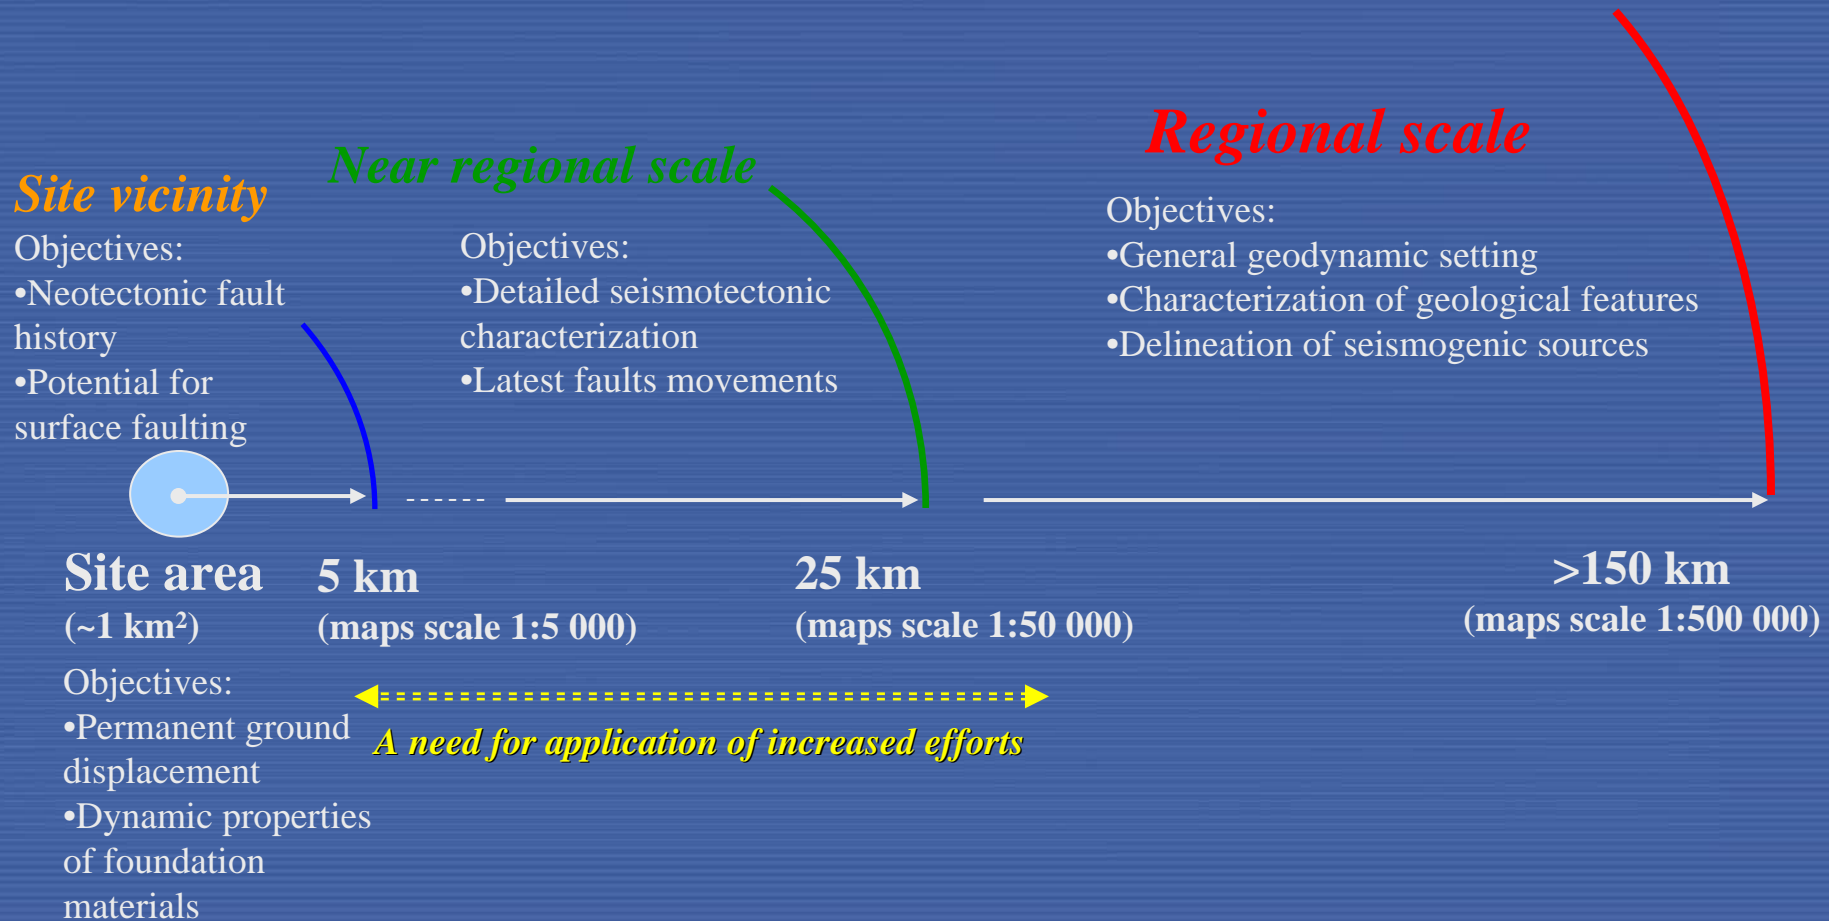 Site vicinity
Objectives:
•Neotectonic fault
history
•Potential for
surface faulting
Near regional scale
Objectives:
•Detailed seismotectonic
characterization
•Latest faults movements
Regional scale
Objectives:
•General geodynamic setting
•Characterization of geological features
•Delineation of seismogenic sources
Site area
(~1 km²)
Objectives:
•Permanent ground
displacement
•Dynamic properties
of foundation
materials
5 km
(maps scale 1:5 000)
25 km
(maps scale 1:50 000)
>150 km
(maps scale 1:500 000)
A need for application of increased efforts